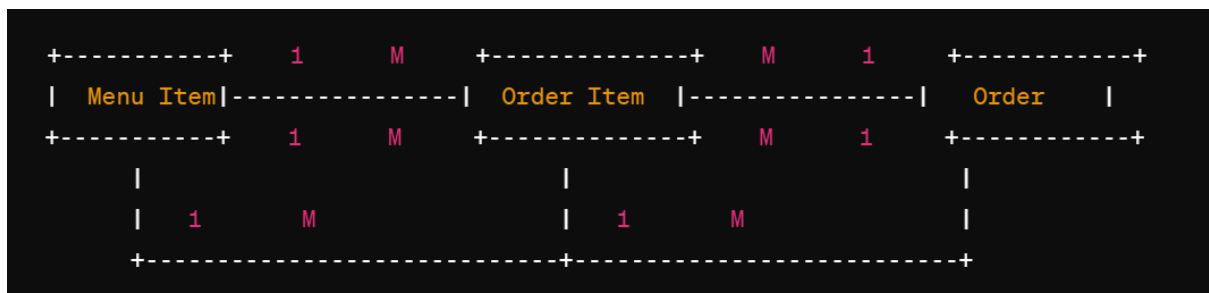 +-----------+    1      M     +--------------+    M      1     +------------+
|  Menu Item|----------------|  Order Item  |----------------|   Order    |
+-----------+    1      M     +--------------+    M      1     +------------+
      |                             |                           |
      |   1       M                 |   1       M               |
      +-----------------------------+---------------------------+